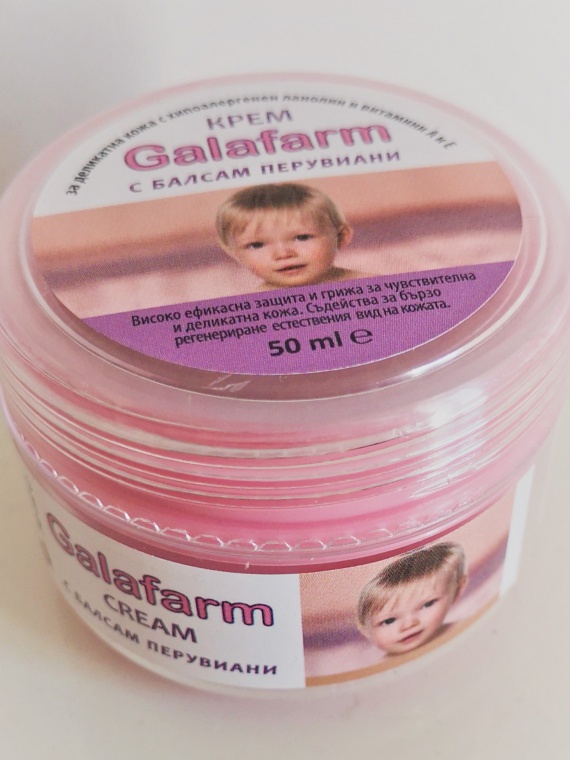 за деликатна кожа с хипоалергенен ланолин и витамини А и Е
КРЕМ
Galafarm
С БАЛСАМ ПЕРУВИАНИ
Високо ефикасна защита и грижа за чувствителна
и деликатна кожа. Съдейства за бързо
регенериране естествения вид на кожата.
50 ml ℮
Galafarm
CREAM
С БАЛСАМ ПЕРУВИАНИ